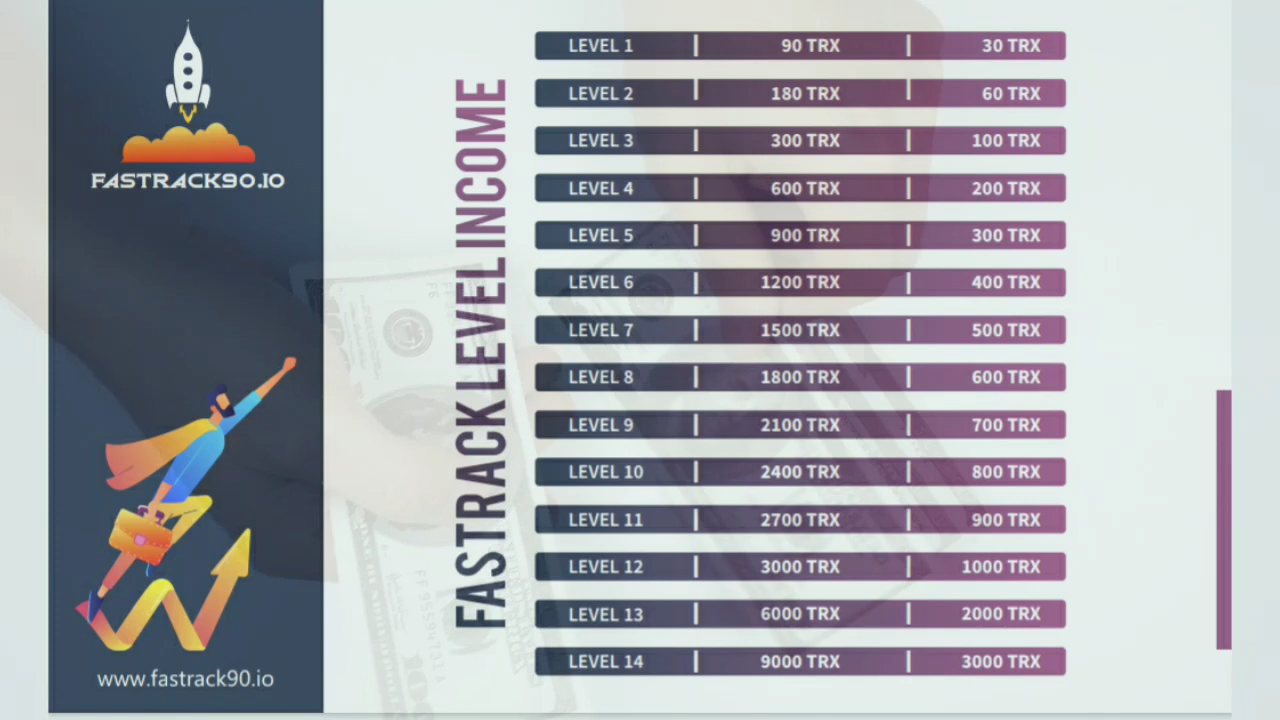 FASTRACK90.IO
www.fastrack90.io
FASTRACK LEVEL INCOME
LEVEL 1 | 90 TRX | 30 TRX
LEVEL 2 | 180 TRX | 60 TRX
LEVEL 3 | 300 TRX | 100 TRX
LEVEL 4 | 600 TRX | 200 TRX
LEVEL 5 | 900 TRX | 300 TRX
LEVEL 6 | 1200 TRX | 400 TRX
LEVEL 7 | 1500 TRX | 500 TRX
LEVEL 8 | 1800 TRX | 600 TRX
LEVEL 9 | 2100 TRX | 700 TRX
LEVEL 10 | 2400 TRX | 800 TRX
LEVEL 11 | 2700 TRX | 900 TRX
LEVEL 12 | 3000 TRX | 1000 TRX
LEVEL 13 | 6000 TRX | 2000 TRX
LEVEL 14 | 9000 TRX | 3000 TRX